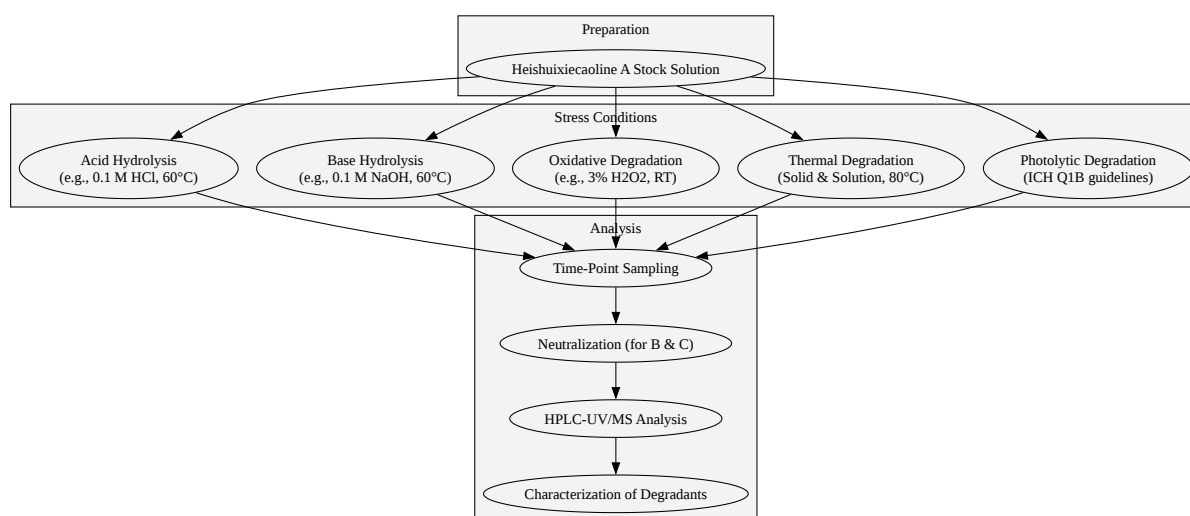 Preparation
Heishuixiecaoline A Stock Solution
Stress Conditions
Acid Hydrolysis
(e.g., 0.1 M HCl, 60°C)
Base Hydrolysis
(e.g., 0.1 M NaOH, 60°C)
Oxidative Degradation
(e.g., 3% H2O2, RT)
Thermal Degradation
(Solid & Solution, 80°C)
Photolytic Degradation
(ICH Q1B guidelines)
Analysis
Time-Point Sampling
Neutralization (for B & C)
HPLC-UV/MS Analysis
Characterization of Degradants